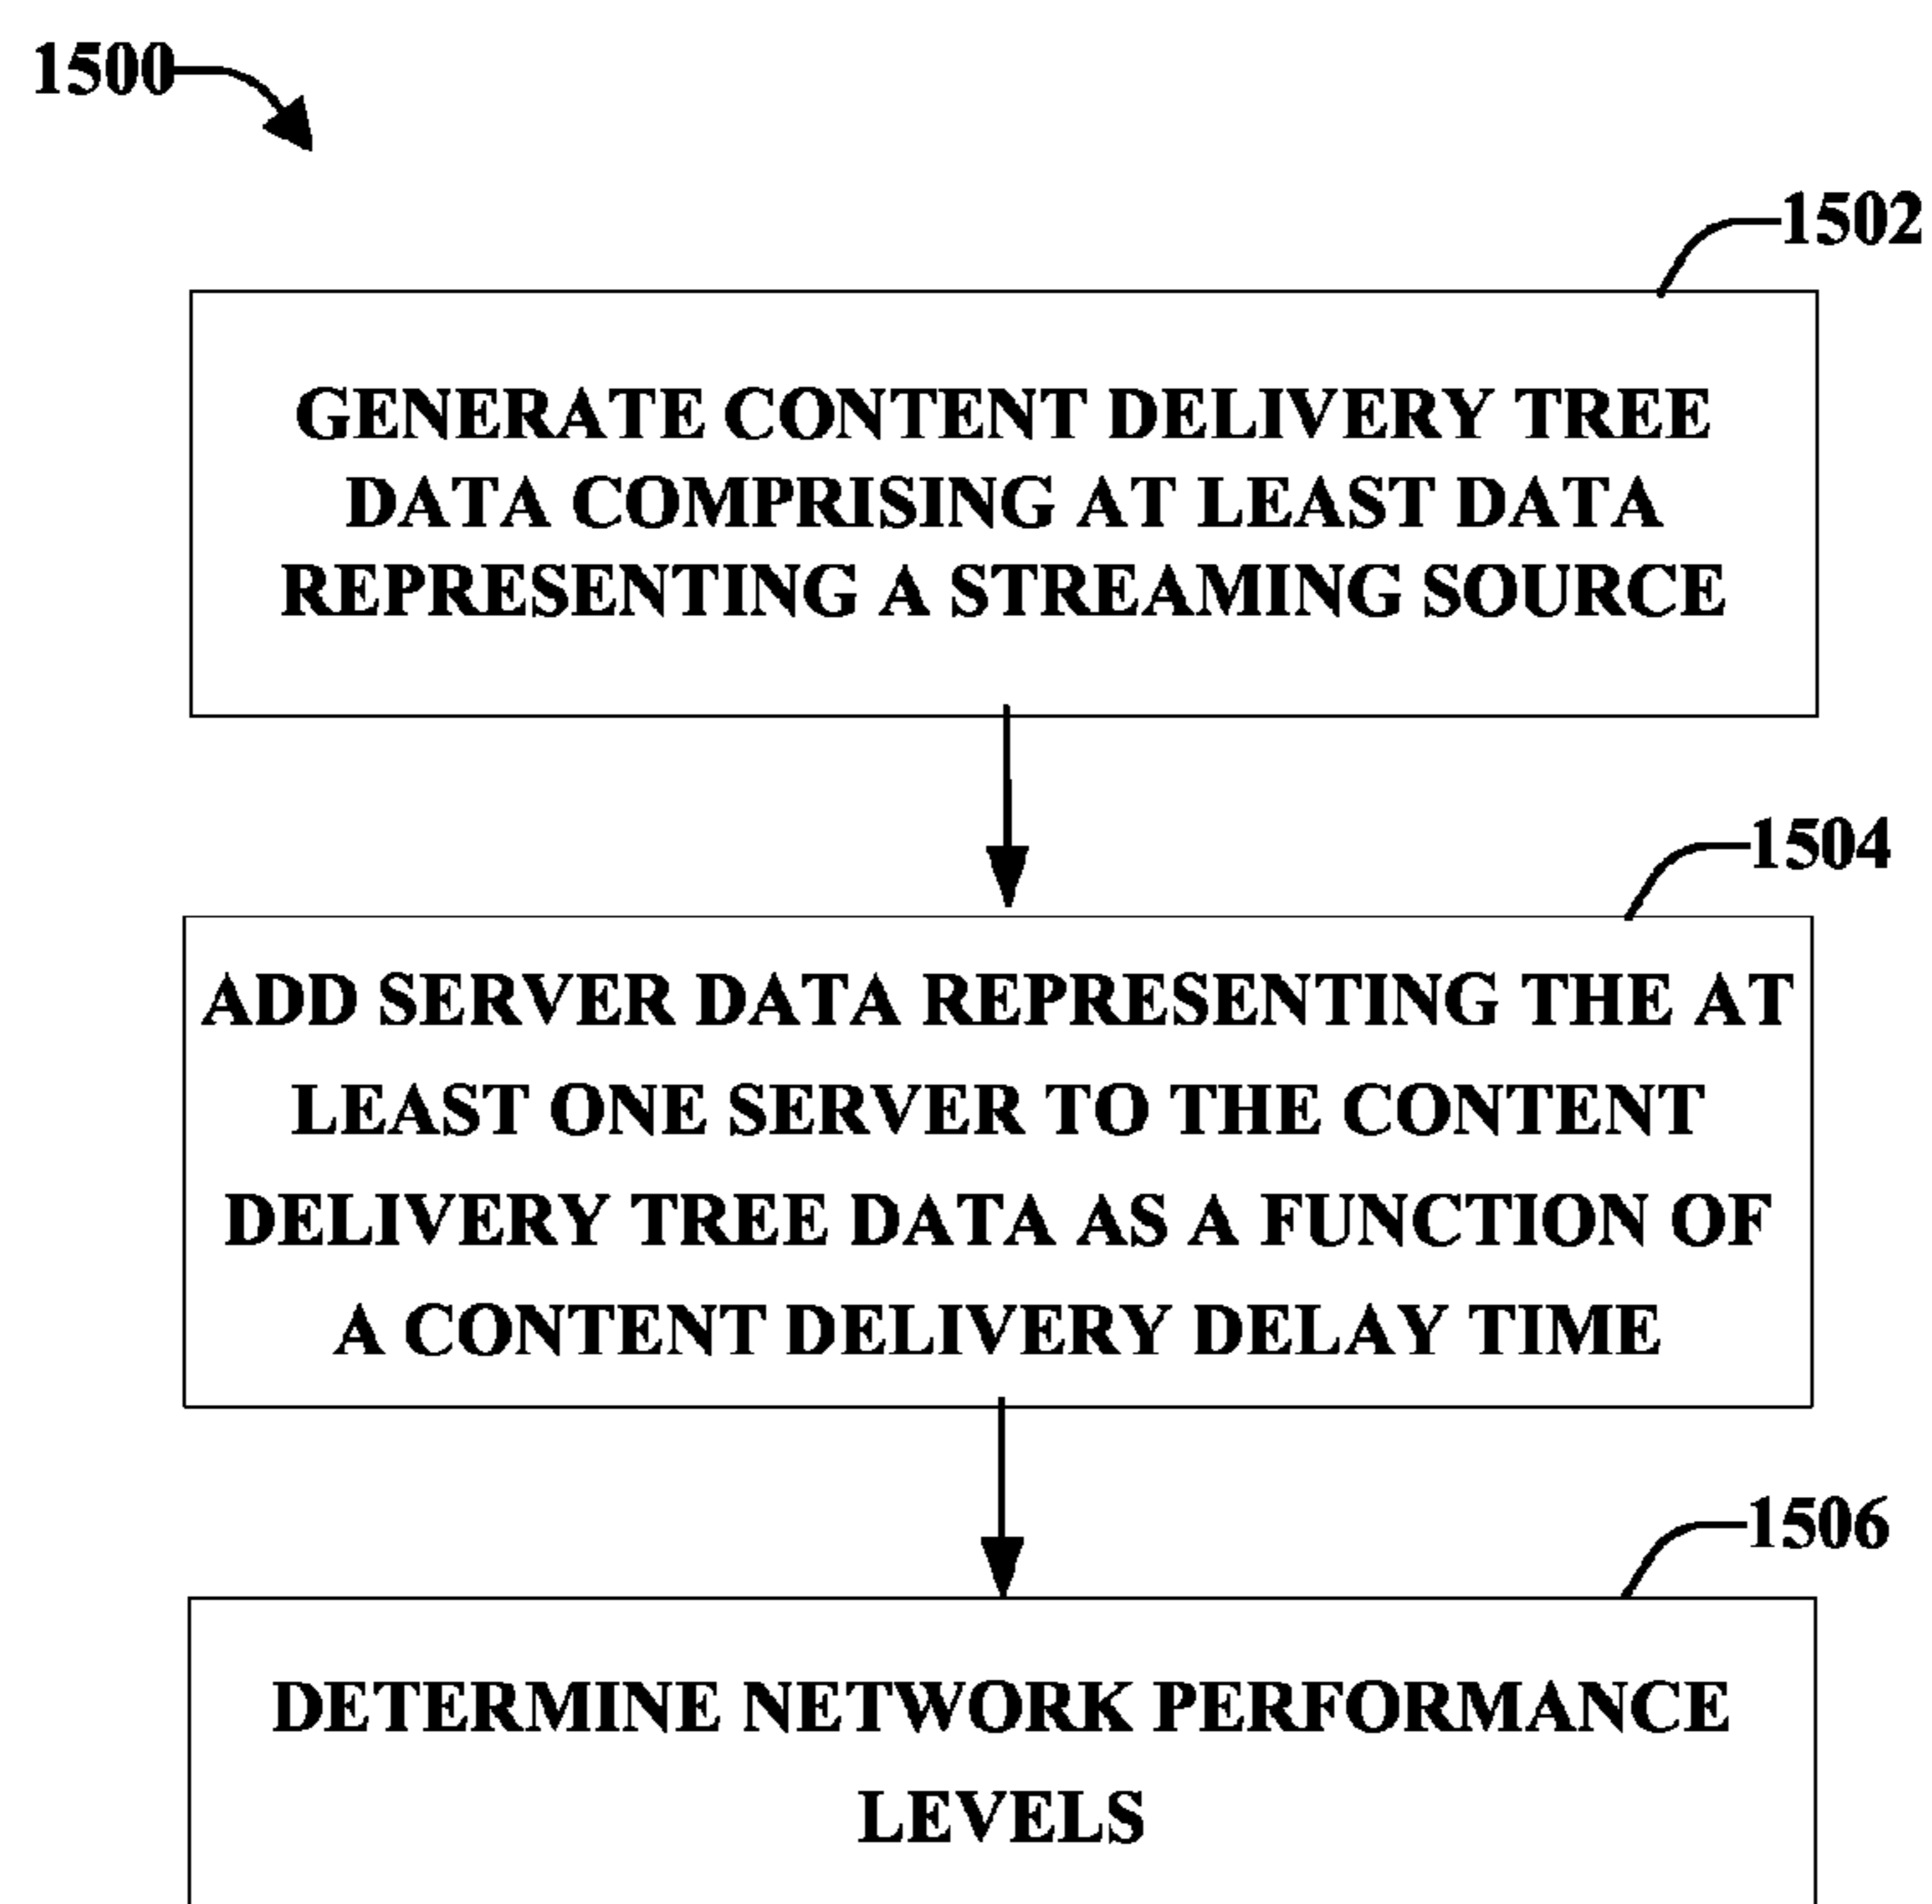 1500
1502
GENERATE CONTENT DELIVERY TREE
DATA COMPRISING AT LEAST DATA
REPRESENTING A STREAMING SOURCE
1504
ADD SERVER DATA REPRESENTING THE AT
LEAST ONE SERVER TO THE CONTENT
DELIVERY TREE DATA AS A FUNCTION OF
A CONTENT DELIVERY DELAY TIME
1506
DETERMINE NETWORK PERFORMANCE
LEVELS